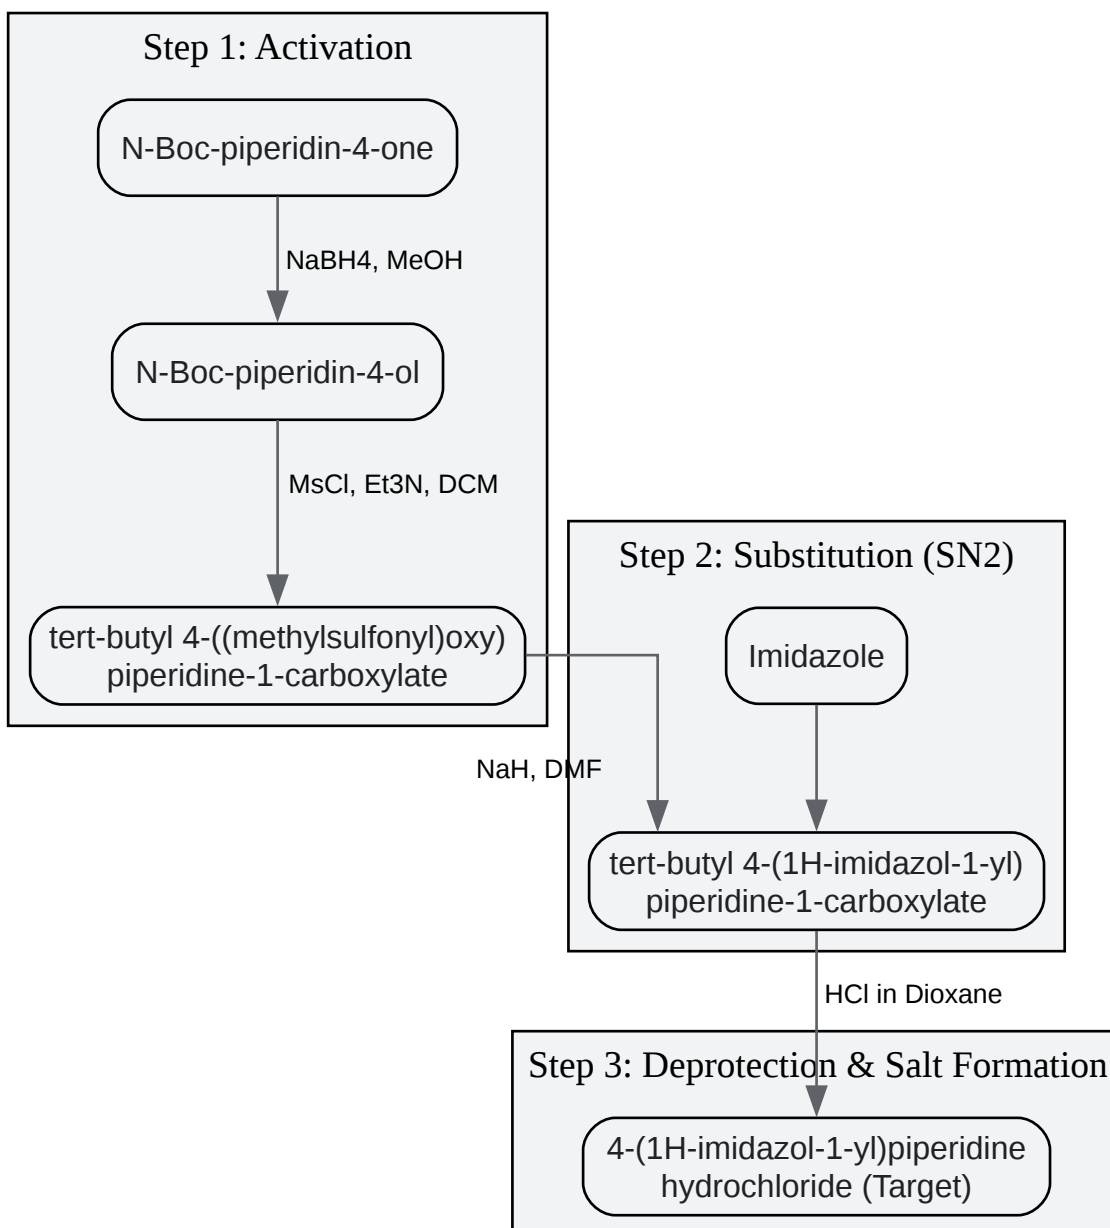 Step 1: Activation
N-Boc-piperidin-4-one
NaBH4, MeOH
N-Boc-piperidin-4-ol
MsCl, Et3N, DCM
tert-butyl 4-((methylsulfonyl)oxy)
piperidine-1-carboxylate
Step 2: Substitution (SN2)
Imidazole
NaH, DMF
tert-butyl 4-(1H-imidazol-1-yl)
piperidine-1-carboxylate
HCl in Dioxane
Step 3: Deprotection & Salt Formation
4-(1H-imidazol-1-yl)piperidine
hydrochloride (Target)